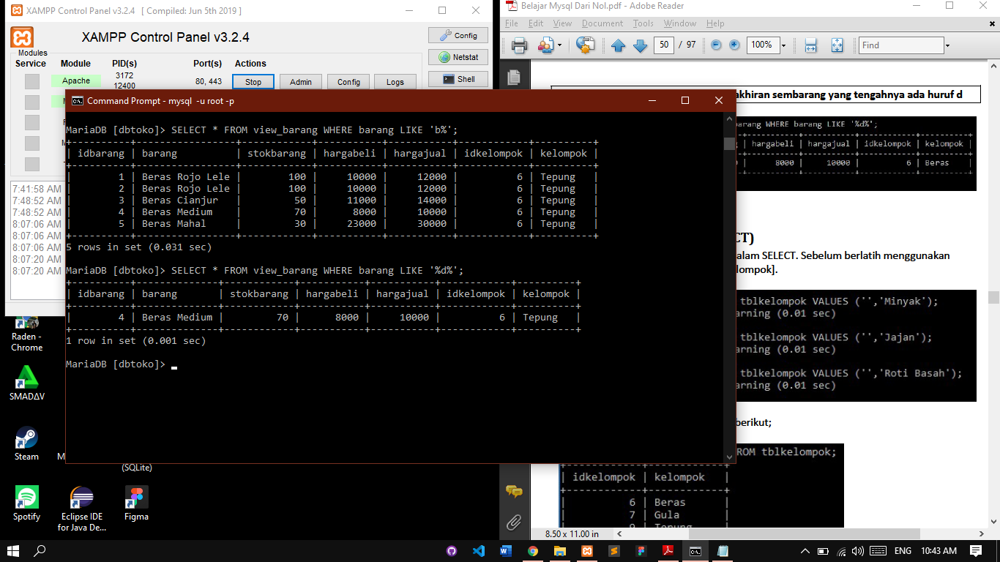 XAMPP Control Panel v3.2.4 [ Compiled: Jun 5th 2019 ]
XAMPP Control Panel v3.2.4
Modules
Service Module PID(s) Port(s) Actions
Apache 3172 12400 80, 443 Stop Admin Config Logs
Config
Netstat
Shell
7:41:58 AM
7:48:52 AM
7:48:52 AM
8:07:06 AM
8:07:06 AM
8:07:06 AM
8:07:20 AM
8:07:20 AM
Command Prompt - mysql -u root -p
MariaDB [dbtoko]> SELECT * FROM view_barang WHERE barang LIKE 'b%';
+----------+-----------------+------------+-----------+-----------+------------+----------+
| idbarang | barang | stokbarang | hargabeli | hargajual | idkelompok | kelompok |
+----------+-----------------+------------+-----------+-----------+------------+----------+
| 1 | Beras Rojo Lele | 100 | 10000 | 12000 | 6 | Tepung |
| 2 | Beras Rojo Lele | 100 | 10000 | 12000 | 6 | Tepung |
| 3 | Beras Cianjur | 50 | 11000 | 14000 | 6 | Tepung |
| 4 | Beras Medium | 70 | 8000 | 10000 | 6 | Tepung |
| 5 | Beras Mahal | 30 | 23000 | 30000 | 6 | Tepung |
+----------+-----------------+------------+-----------+-----------+------------+----------+
5 rows in set (0.031 sec)
MariaDB [dbtoko]> SELECT * FROM view_barang WHERE barang LIKE '%d%';
+----------+--------------+------------+-----------+-----------+------------+----------+
| idbarang | barang | stokbarang | hargabeli | hargajual | idkelompok | kelompok |
+----------+--------------+------------+-----------+-----------+------------+----------+
| 4 | Beras Medium | 70 | 8000 | 10000 | 6 | Tepung |
+----------+--------------+------------+-----------+-----------+------------+----------+
1 row in set (0.001 sec)
MariaDB [dbtoko]>
Belajar Mysql Dari Nol.pdf - Adobe Reader
File Edit View Document Tools Window Help
50 / 97 100% Find
akhiran sembarang yang tengahnya ada huruf d
barang WHERE barang LIKE '%d%';
| hargabeli | hargajual | idkelompok | kelompok |
| 8000 | 10000 | 6 | Beras |
CT)
alam SELECT. Sebelum berlatih menggunakan
lompok].
tblkelompok VALUES ('','Minyak');
arning (0.01 sec)
tblkelompok VALUES ('','Jajan');
arning (0.01 sec)
tblkelompok VALUES ('','Roti Basah');
arning (0.01 sec)
berikut;
ROM tblkelompok;
| idkelompok | kelompok |
| 6 | Beras |
| 7 | Gula |
8.50 x 11.00 in
Raden - Chrome
SMADΔV
Steam
(SQLite)
Spotify
Eclipse IDE for Java De...
Figma
ENG 10:43 AM